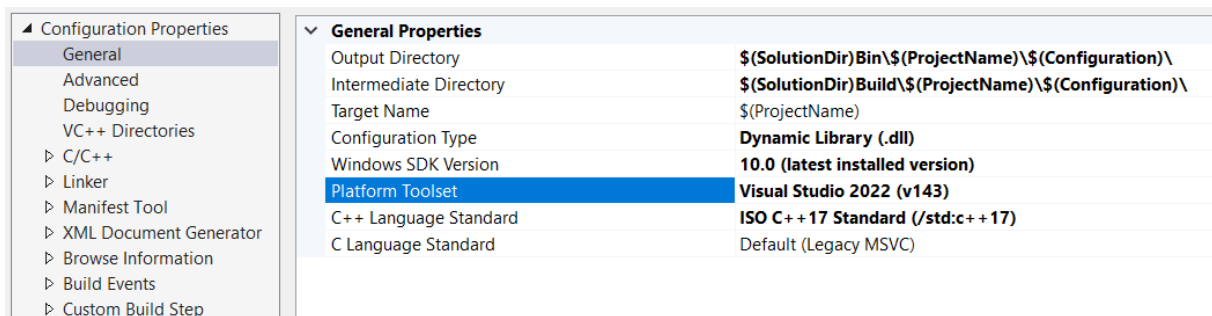 Configuration Properties
General
Advanced
Debugging
VC++ Directories
C/C++
Linker
Manifest Tool
XML Document Generator
Browse Information
Build Events
Custom Build Step
General Properties
Output Directory $(SolutionDir)Bin\$(ProjectName)\$(Configuration)\
Intermediate Directory $(SolutionDir)Build\$(ProjectName)\$(Configuration)\
Target Name $(ProjectName)
Configuration Type Dynamic Library (.dll)
Windows SDK Version 10.0 (latest installed version)
Platform Toolset Visual Studio 2022 (v143)
C++ Language Standard ISO C++17 Standard (/std:c++17)
C Language Standard Default (Legacy MSVC)